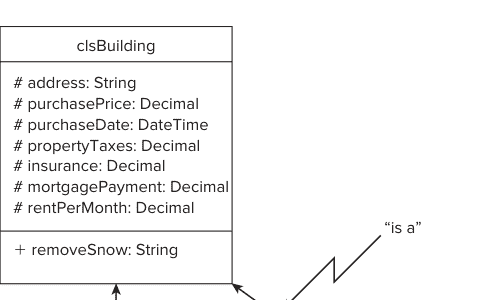 clsBuilding
# address: String
# purchasePrice: Decimal
# purchaseDate: DateTime
# propertyTaxes: Decimal
# insurance: Decimal
# mortgagePayment: Decimal
# rentPerMonth: Decimal
+ removeSnow: String
“is a”